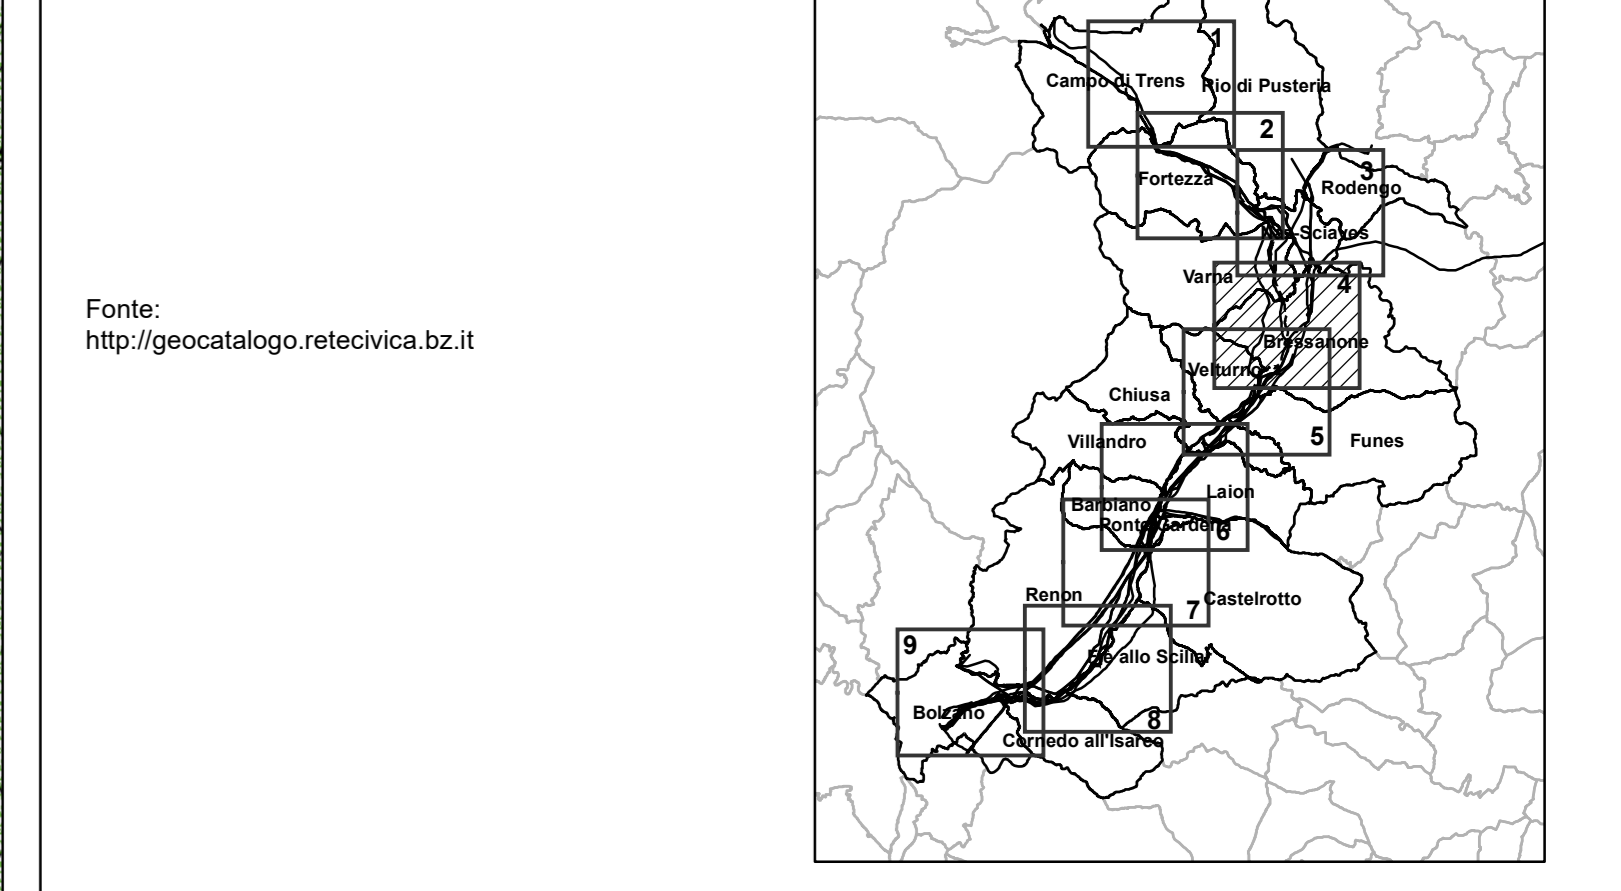 Fonte:
http://geocatalogo.retecivica.bz.it
1
Campo di Trens
Rio di Pusteria
2
3
Fortezza
Rodengo
-Sciaves
Varna
4
Bressanone
Velturno
Chiusa
5
Villandro
Funes
Laion
Barbiano
Ponte Gardena
6
Renon
7
Castelrotto
9
allo Sciliar
Bolzano
8
Cornedo all'Isarco